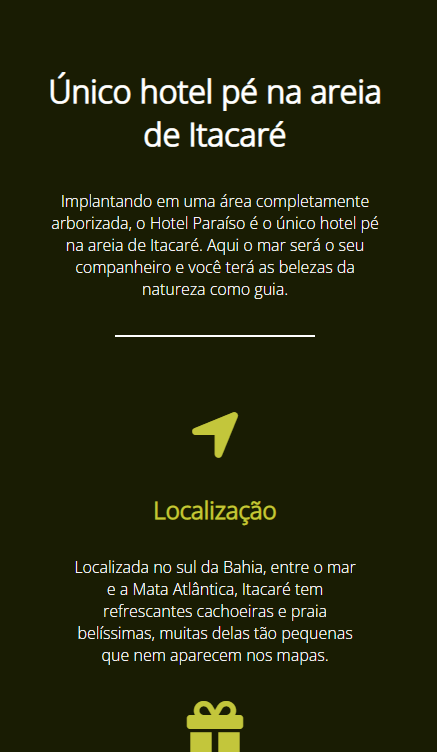 Único hotel pé na areia
de Itacaré
Implantando em uma área completamente
arborizada, o Hotel Paraíso é o único hotel pé
na areia de Itacaré. Aqui o mar será o seu
companheiro e você terá as belezas da
natureza como guia.
Localização
Localizada no sul da Bahia, entre o mar
e a Mata Atlântica, Itacaré tem
refrescantes cachoeiras e praia
belíssimas, muitas delas tão pequenas
que nem aparecem nos mapas.